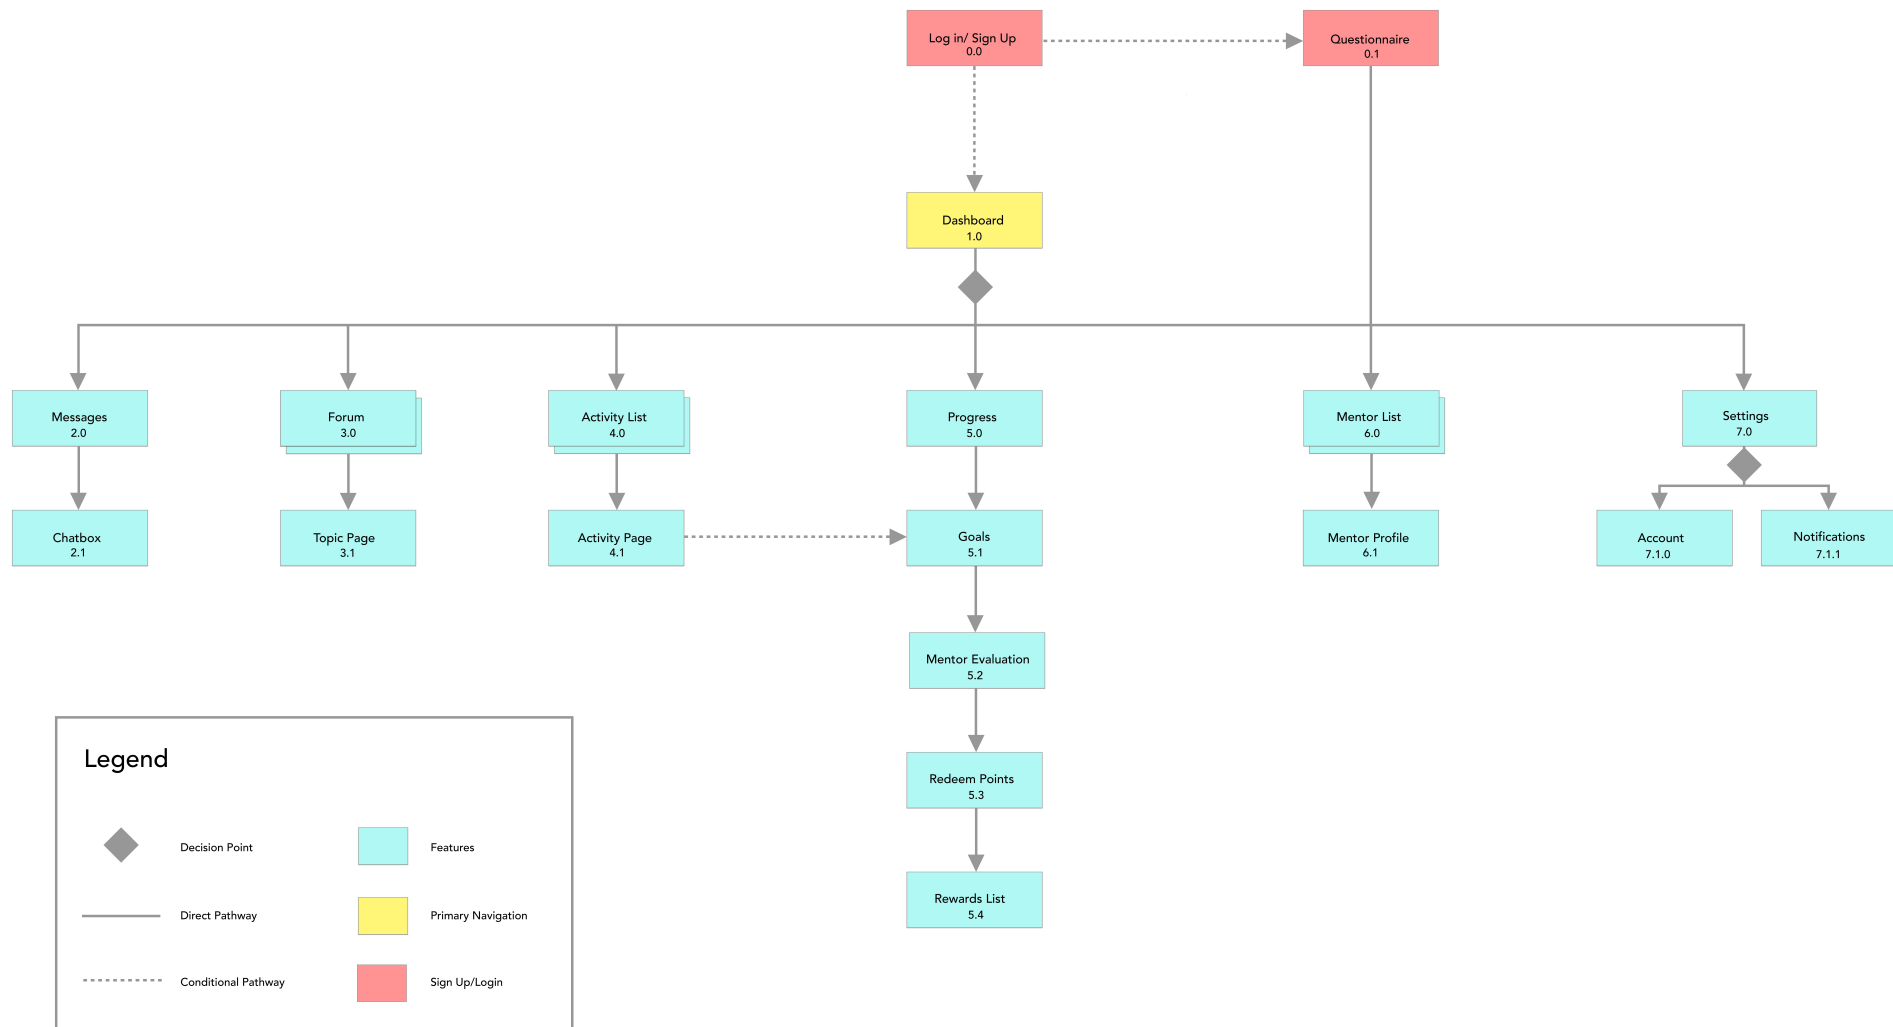 Log in/ Sign Up
0.0
Questionnaire
0.1
Dashboard
1.0
Messages
2.0
Forum
3.0
Activity List
4.0
Progress
5.0
Mentor List
6.0
Settings
7.0
Chatbox
2.1
Topic Page
3.1
Activity Page
4.1
Goals
5.1
Mentor Profile
6.1
Account
7.1.0
Notifications
7.1.1
Mentor Evaluation
5.2
Redeem Points
5.3
Rewards List
5.4
Legend
Decision Point
Features
Direct Pathway
Primary Navigation
Conditional Pathway
Sign Up/Login